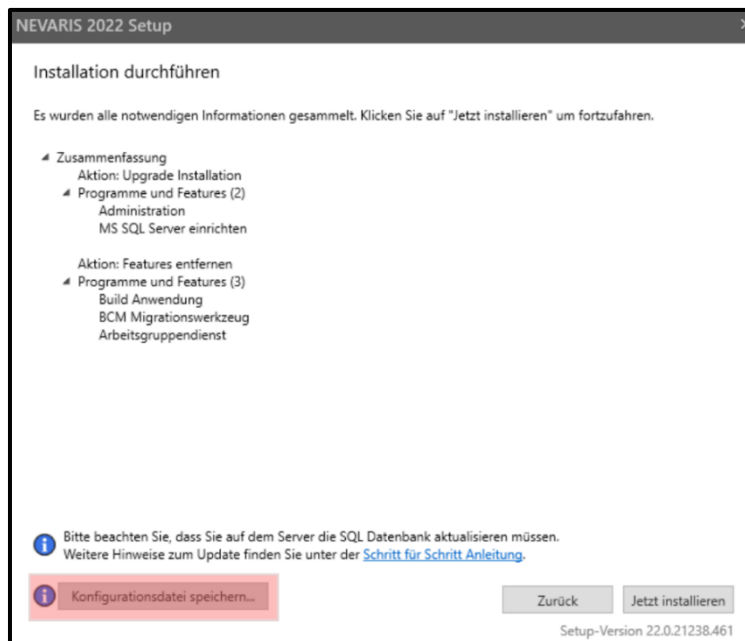 NEVARIS 2022 Setup
Installation durchführen
Es wurden alle notwendigen Informationen gesammelt. Klicken Sie auf "Jetzt installieren" um fortzufahren.
Zusammenfassung
Aktion: Upgrade Installation
Programme und Features (2)
Administration
MS SQL Server einrichten
Aktion: Features entfernen
Programme und Features (3)
Build Anwendung
BCM Migrationswerkzeug
Arbeitsgruppendienst
Bitte beachten Sie, dass Sie auf dem Server die SQL Datenbank aktualisieren müssen.
Weitere Hinweise zum Update finden Sie unter der Schritt für Schritt Anleitung.
Konfigurationsdatei speichern...
Zurück
Jetzt installieren
Setup-Version 22.0.21238.461